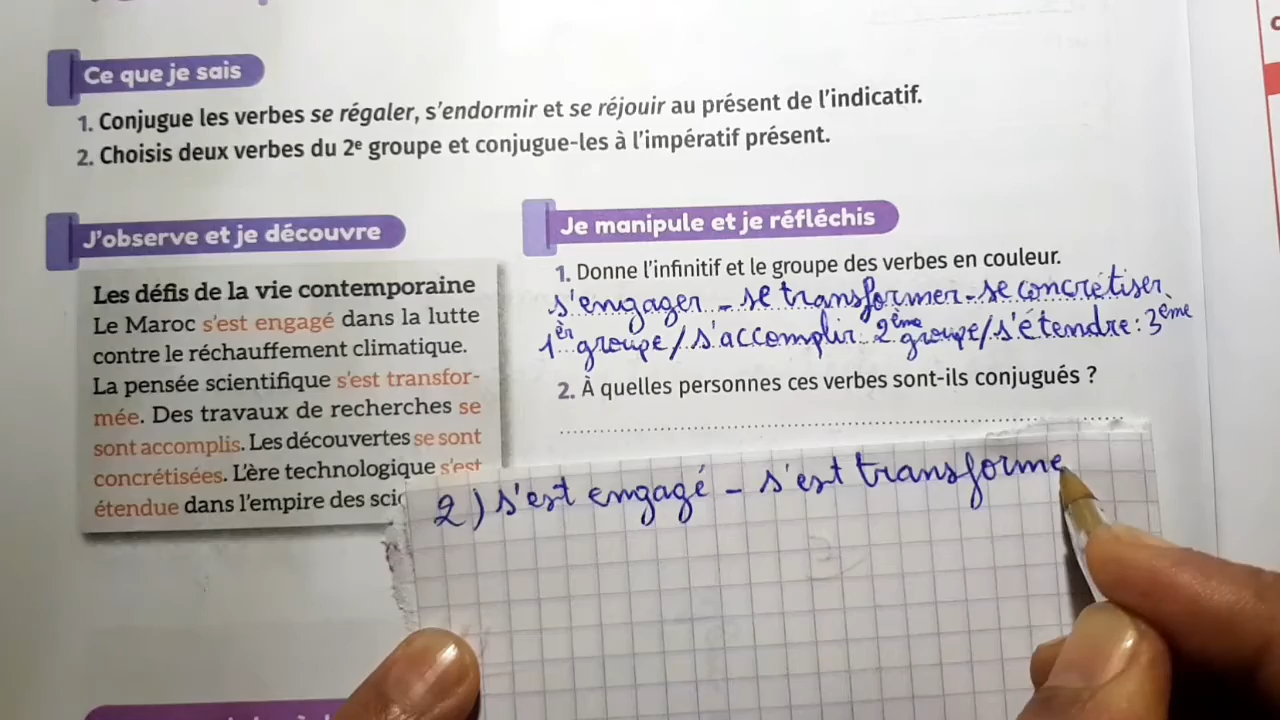 Ce que je sais
1. Conjugue les verbes se régaler, s'endormir et se réjouir au présent de l'indicatif.
2. Choisis deux verbes du 2e groupe et conjugue-les à l'impératif présent.
J'observe et je découvre
Les défis de la vie contemporaine
Le Maroc s'est engagé dans la lutte
contre le réchauffement climatique.
La pensée scientifique s'est transfor-
mée. Des travaux de recherches se
sont accomplis. Les découvertes se sont
concrétisées. L'ère technologique s'est
étendue dans l'empire des scie
Je manipule et je réfléchis
1. Donne l'infinitif et le groupe des verbes en couleur.
s'engager - se transformer - se concrétiser
1èr groupe / s'accomplir : 2ème groupe / s'étendre : 3ème
2. À quelles personnes ces verbes sont-ils conjugués ?
2) s'est engagé - s'est transforme